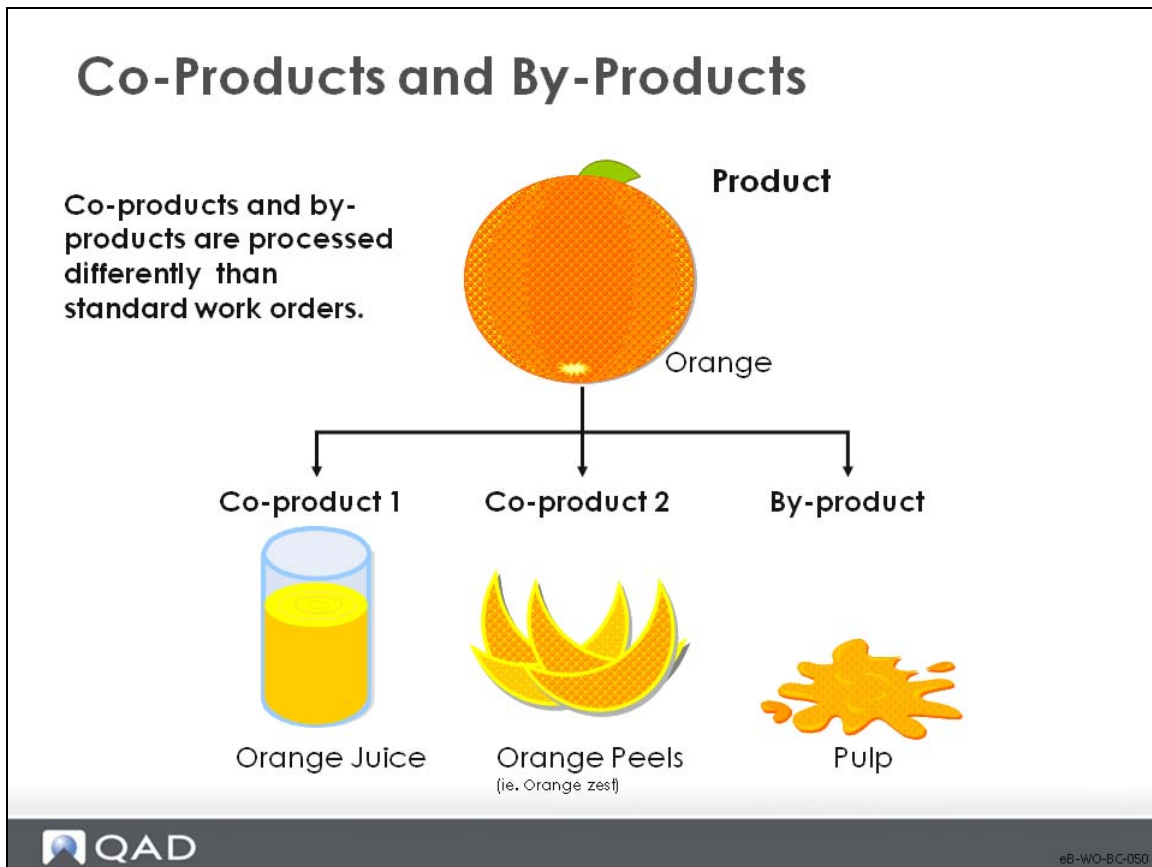 Co-Products and By-Products
Co-products and by-
products are processed
differently than
standard work orders.
Product
Orange
Co-product 1
Co-product 2
By-product
Orange Juice
Orange Peels
(ie. Orange zest)
Pulp
QAD
eB-WO-BC-050